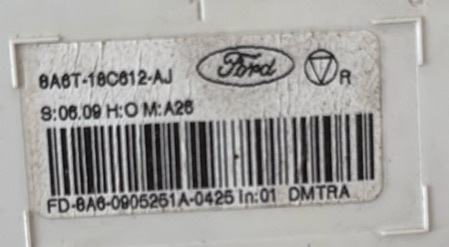 8A6T-18C612-AJ
Ford
R
S:06.09 H:O M:A26
FD-8A6-0905251A-0425 In:01 DMTRA